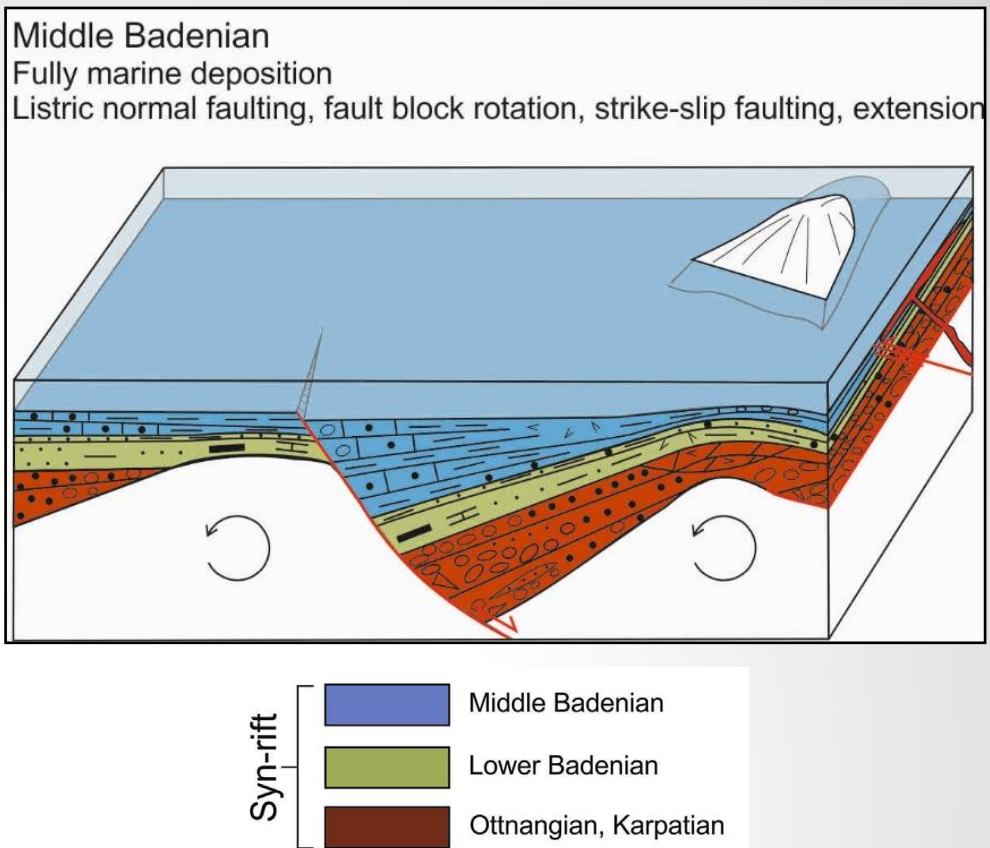 Middle Badenian
Fully marine deposition
Listric normal faulting, fault block rotation, strike-slip faulting, extension
Syn-rift
Middle Badenian
Lower Badenian
Ottnangian, Karpatian